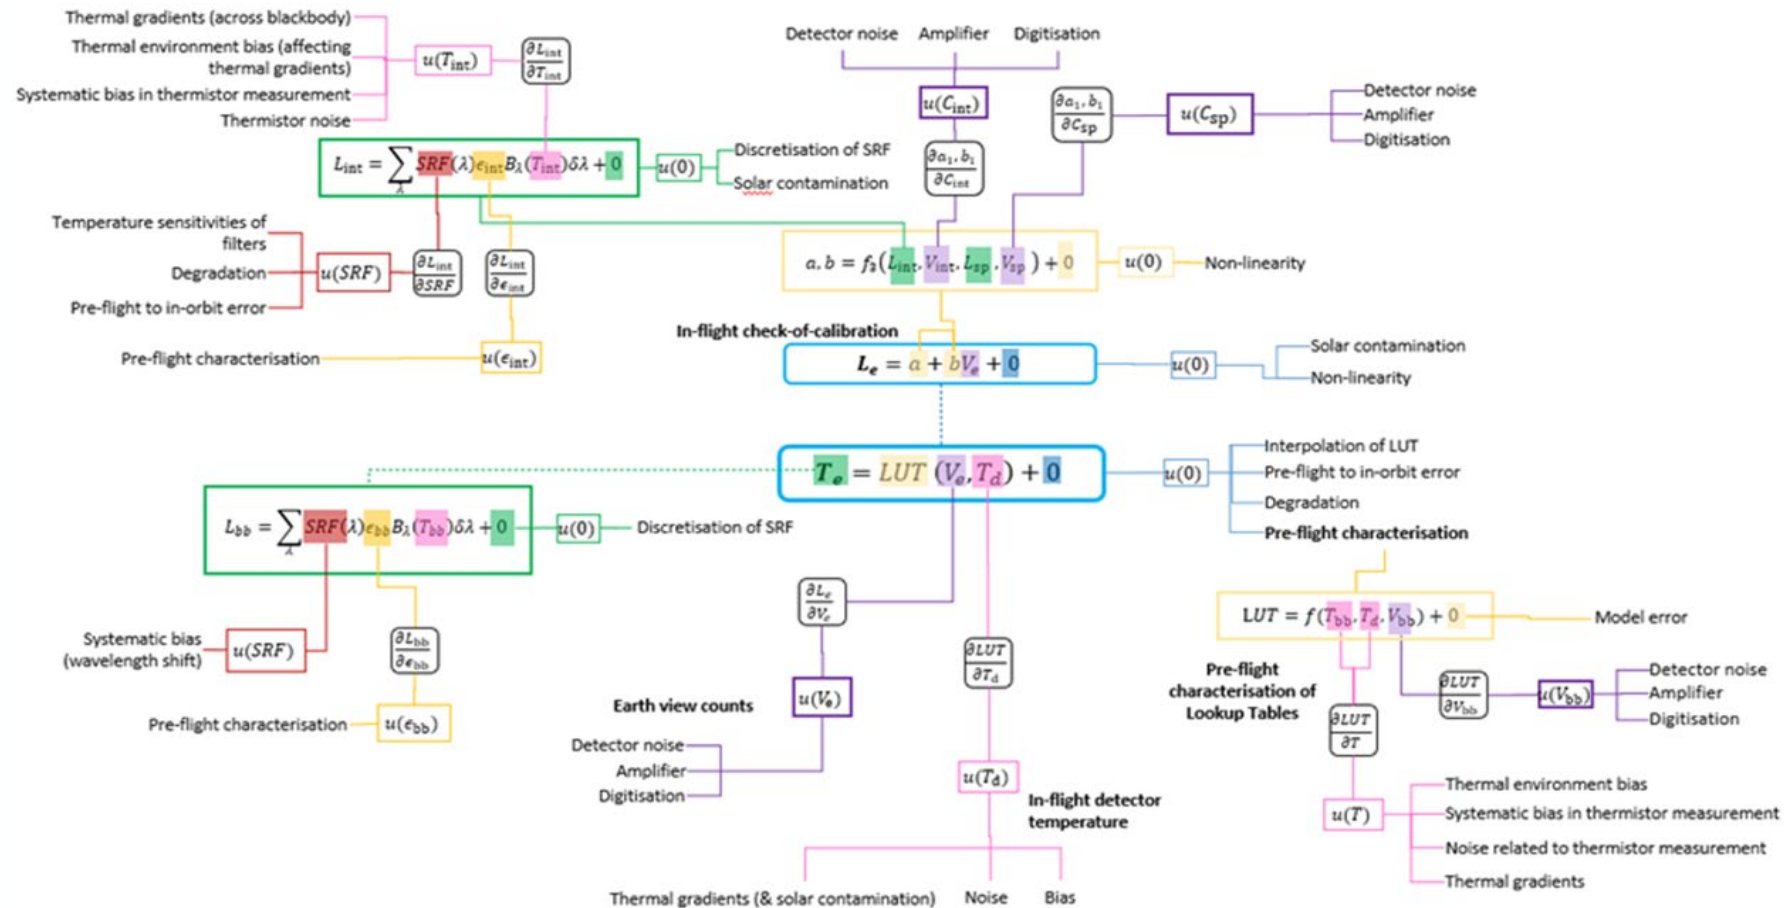 Thermal gradients (across blackbody)
Thermal environment bias (affecting
thermal gradients)
Systematic bias in thermistor measurement
Thermistor noise
u(T_int)
∂L_int
∂T_int
Detector noise
Amplifier
Digitisation
u(C_int)
∂a₁, b₁
∂C_int
∂a₁, b₁
∂C_sp
u(C_sp)
Detector noise
Amplifier
Digitisation
L_int = ∑_λ SRF(λ)ϵ_int B_λ(T_int)δλ + 0
u(0)
Discretisation of SRF
Solar contamination
Temperature sensitivities of
filters
Degradation
Pre-flight to in-orbit error
u(SRF)
∂L_int
∂SRF
∂L_int
∂ϵ_int
Pre-flight characterisation
u(ϵ_int)
a, b = f₃(L_int, V_int, L_sp, V_sp) + 0
u(0)
Non-linearity
In-flight check-of-calibration
L_e = a + bV_e + 0
u(0)
Solar contamination
Non-linearity
T_e = LUT (V_e, T_d) + 0
u(0)
Interpolation of LUT
Pre-flight to in-orbit error
Degradation
Pre-flight characterisation
L_bb = ∑_λ SRF(λ)ϵ_bb B_λ(T_bb)δλ + 0
u(0)
Discretisation of SRF
Systematic bias
(wavelength shift)
u(SRF)
∂L_bb
∂ϵ_bb
Pre-flight characterisation
u(ϵ_bb)
∂L_e
∂V_e
Earth view counts
u(V_e)
Detector noise
Amplifier
Digitisation
∂LUT
∂T_d
u(T_d)
In-flight detector
temperature
Thermal gradients (& solar contamination)
Noise
Bias
LUT = f(T_bb, T_d, V_bb) + 0
Model error
Pre-flight
characterisation of
Lookup Tables
∂LUT
∂V_bb
u(V_bb)
Detector noise
Amplifier
Digitisation
∂LUT
∂T
u(T)
Thermal environment bias
Systematic bias in thermistor measurement
Noise related to thermistor measurement
Thermal gradients